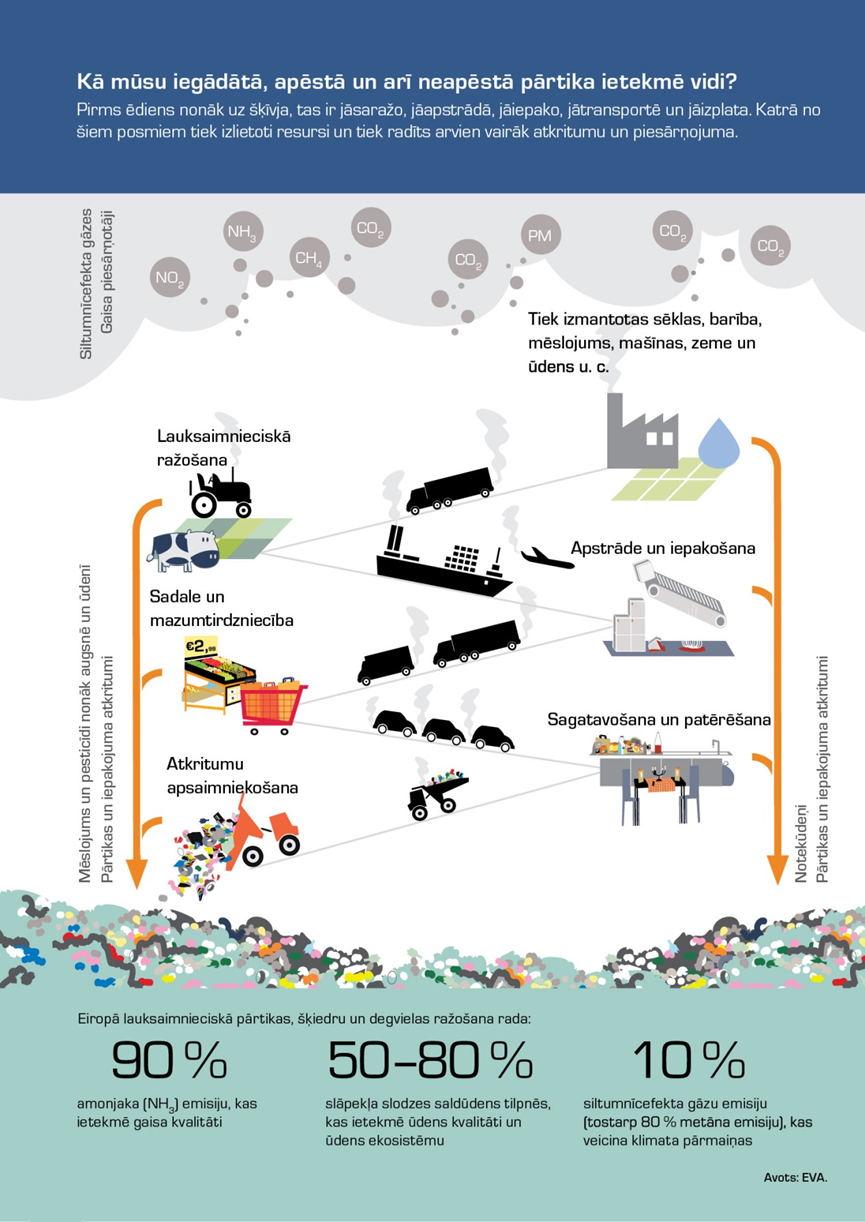 Kā mūsu iegādātā, apēstā un arī neapēstā pārtika ietekmē vidi?
Pirms ēdiens nonāk uz šķīvja, tas ir jāsaražo, jāapstrādā, jāiepako, jātransportē un jāizplata. Katrā no
šiem posmiem tiek izlietoti resursi un tiek radīts arvien vairāk atkritumu un piesārņojuma.
Siltumnīcefekta gāzes
Gaisa piesārņotāji
NO₂
NH₃
CH₄
CO₂
CO₂
PM
CO₂
CO₂
Tiek izmantotas sēklas, barība,
mēslojums, mašīnas, zeme un
ūdens u. c.
Lauksaimnieciskā
ražošana
Apstrāde un iepakošana
Sadale un
mazumtirdzniecība
€2,99
Sagatavošana un patērēšana
Atkritumu
apsaimniekošana
Mēslojums un pesticīdi nonāk augsnē un ūdenī
Pārtikas un iepakojuma atkritumi
Notekūdeņi
Pārtikas un iepakojuma atkritumi
Eiropā lauksaimnieciskā pārtikas, šķiedru un degvielas ražošana rada:
90 %
amonjaka (NH₃) emisiju, kas
ietekmē gaisa kvalitāti
50–80 %
slāpekļa slodzes saldūdens tilpnēs,
kas ietekmē ūdens kvalitāti un
ūdens ekosistēmu
10 %
siltumnīcefekta gāzu emisiju
(tostarp 80 % metāna emisiju), kas
veicina klimata pārmaiņas
Avots: EVA.